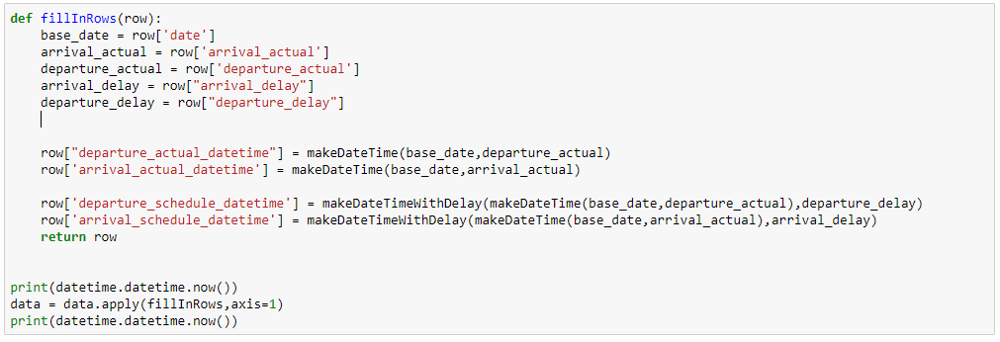 def fillInRows(row):
    base_date = row['date']
    arrival_actual = row['arrival_actual']
    departure_actual = row['departure_actual']
    arrival_delay = row["arrival_delay"]
    departure_delay = row["departure_delay"]
    row["departure_actual_datetime"] = makeDateTime(base_date,departure_actual)
    row['arrival_actual_datetime'] = makeDateTime(base_date,arrival_actual)
    row['departure_schedule_datetime'] = makeDateTimeWithDelay(makeDateTime(base_date,departure_actual),departure_delay)
    row['arrival_schedule_datetime'] = makeDateTimeWithDelay(makeDateTime(base_date,arrival_actual),arrival_delay)
    return row
print(datetime.datetime.now())
data = data.apply(fillInRows,axis=1)
print(datetime.datetime.now())